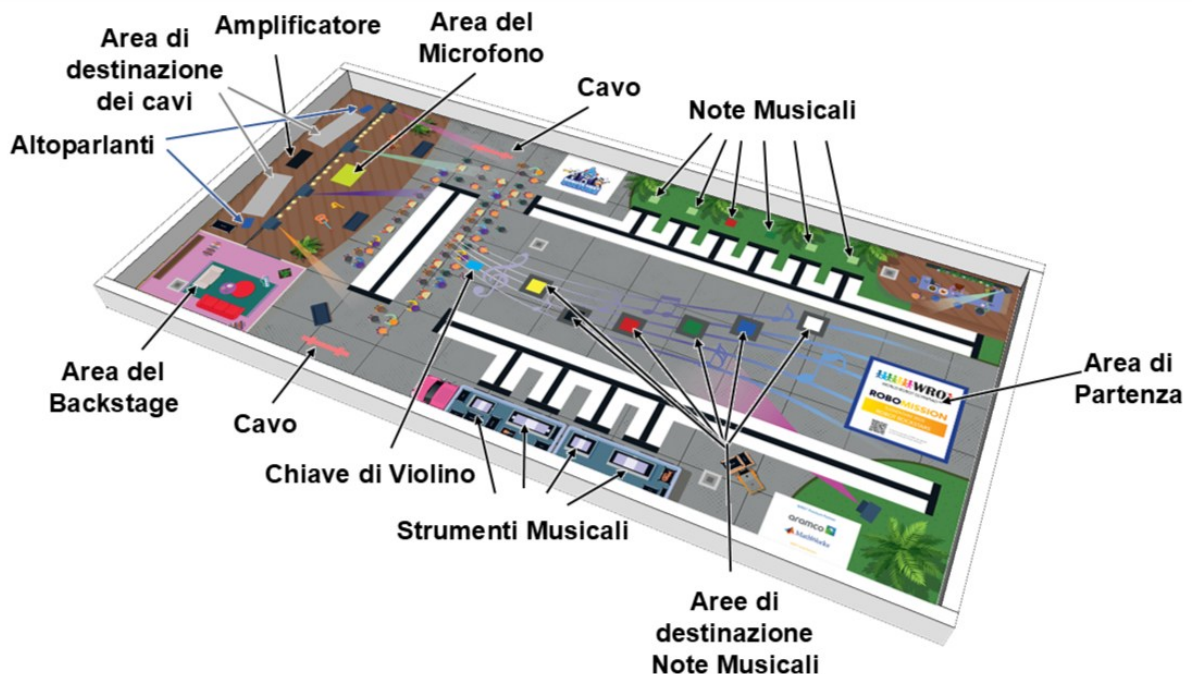 Amplificatore
Area di
destinazione
dei cavi
Area del
Microfono
Cavo
Note Musicali
Altoparlanti
Area di
Partenza
WRO
ROBOMISSION
Area del
Backstage
Cavo
Chiave di Violino
Strumenti Musicali
aramco
MathWorks
Aree di
destinazione
Note Musicali